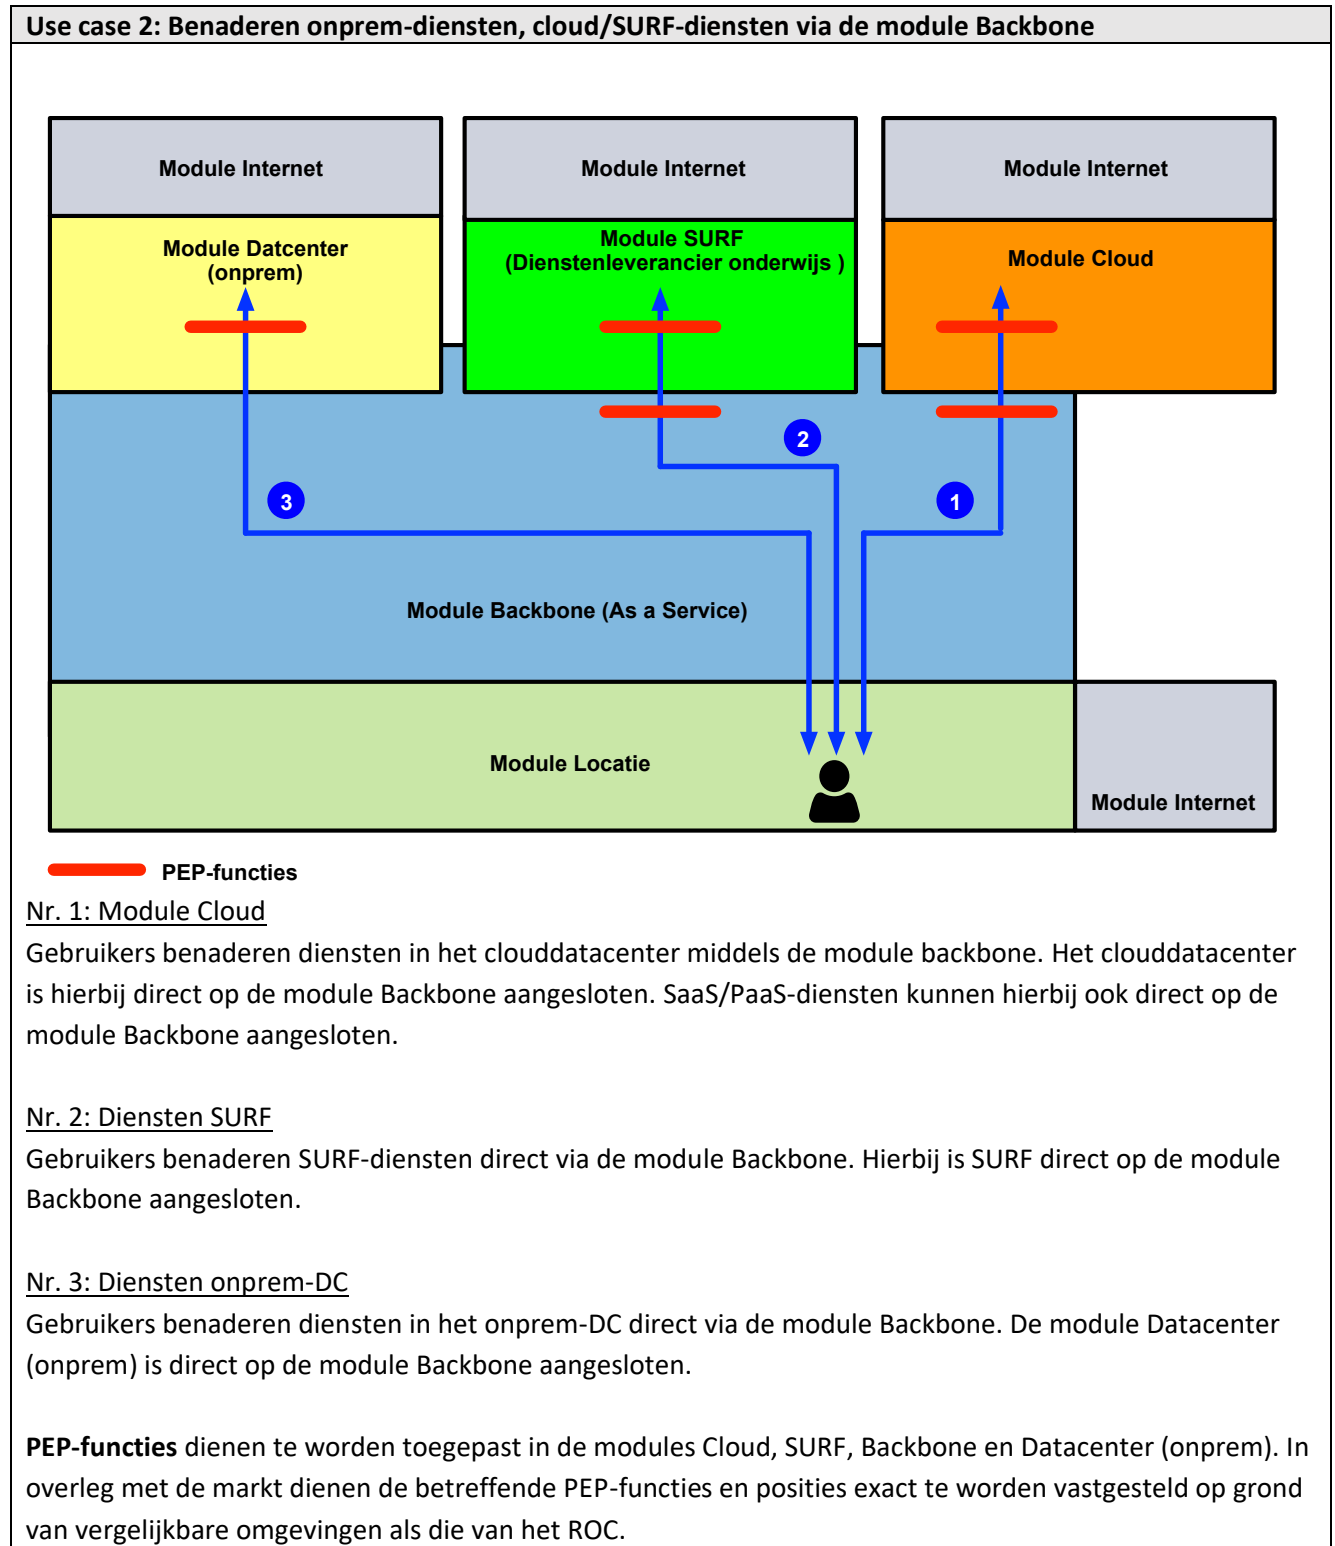 Use case 2: Benaderen onprem-diensten, cloud/SURF-diensten via de module Backbone
Module Internet
Module Internet
Module Internet
Module Datcenter
(onprem)
Module SURF
(Dienstenleverancier onderwijs )
Module Cloud
2
3
1
Module Backbone (As a Service)
Module Locatie
Module Internet
PEP-functies
Nr. 1: Module Cloud
Gebruikers benaderen diensten in het clouddatacenter middels de module backbone. Het clouddatacenter
is hierbij direct op de module Backbone aangesloten. SaaS/PaaS-diensten kunnen hierbij ook direct op de
module Backbone aangesloten.
Nr. 2: Diensten SURF
Gebruikers benaderen SURF-diensten direct via de module Backbone. Hierbij is SURF direct op de module
Backbone aangesloten.
Nr. 3: Diensten onprem-DC
Gebruikers benaderen diensten in het onprem-DC direct via de module Backbone. De module Datacenter
(onprem) is direct op de module Backbone aangesloten.
PEP-functies dienen te worden toegepast in de modules Cloud, SURF, Backbone en Datacenter (onprem). In
overleg met de markt dienen de betreffende PEP-functies en posities exact te worden vastgesteld op grond
van vergelijkbare omgevingen als die van het ROC.